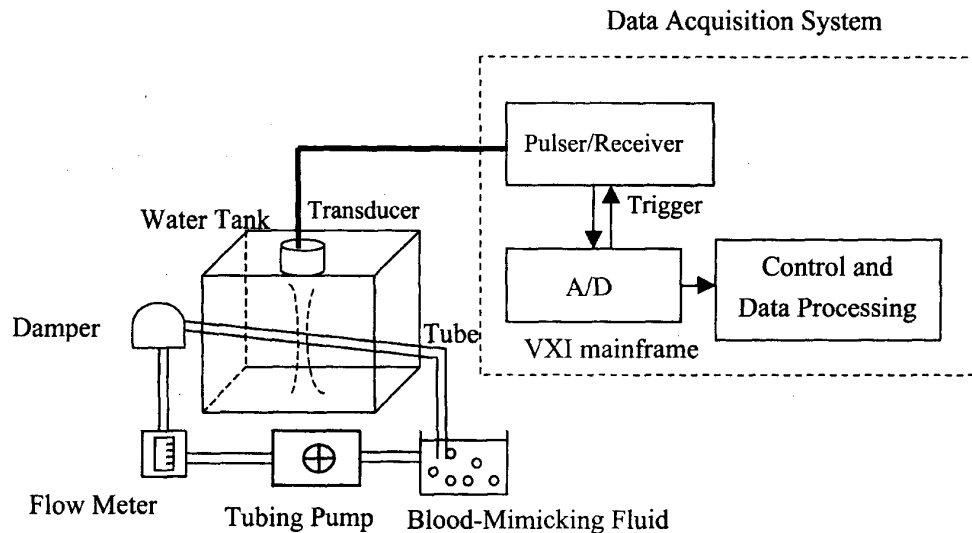 Data Acquisition System
Pulser/Receiver
Trigger
Water Tank
Transducer
A/D
Control and
Data Processing
Damper
Tube
VXI mainframe
Flow Meter
Tubing Pump
Blood-Mimicking Fluid